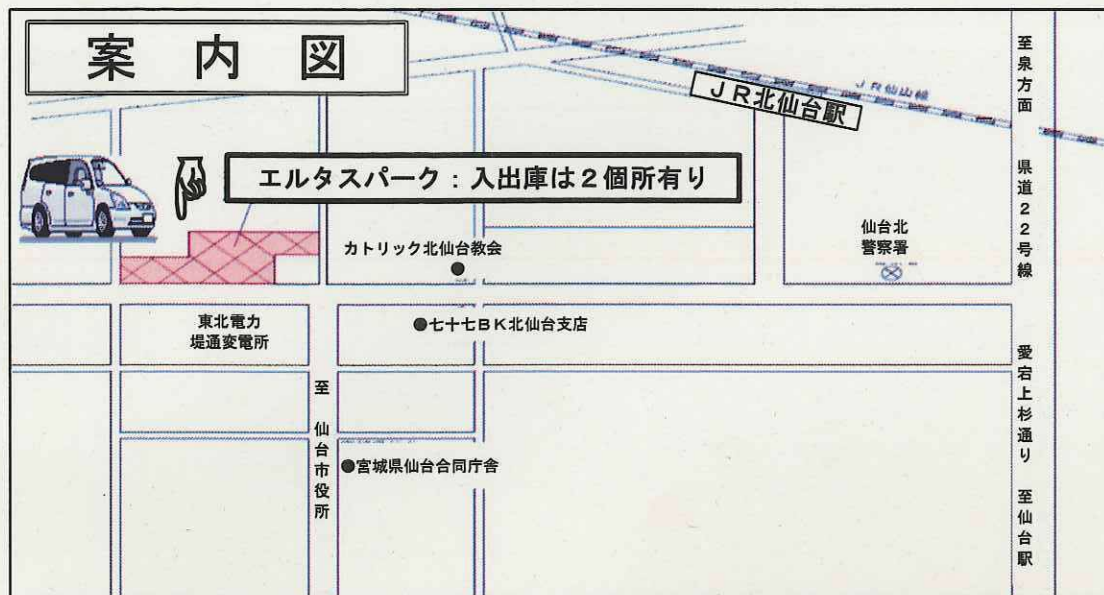 案内図
JR北仙台駅
JR仙山線
至泉方面 県道22号線
エルタスパーク：入出庫は2個所有り
カトリック北仙台教会
仙台北
警察署
東北電力
堤通変電所
●七十七BK北仙台支店
至 仙台市役所
●宮城県仙台合同庁舎
愛宕上杉通り 至仙台駅